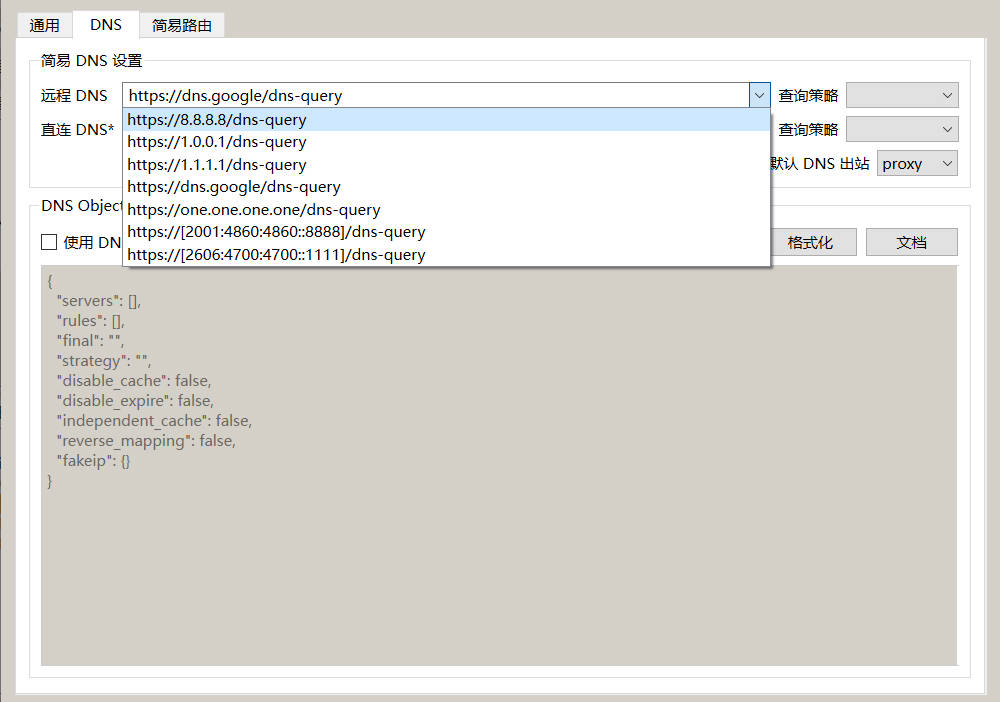 通用 DNS 简易路由
简易 DNS 设置
远程 DNS https://dns.google/dns-query 查询策略
https://8.8.8.8/dns-query
直连 DNS* 查询策略
https://1.0.0.1/dns-query
https://1.1.1.1/dns-query
默认 DNS 出站 proxy
https://dns.google/dns-query
DNS Object
https://one.one.one.one/dns-query
https://[2001:4860:4860::8888]/dns-query
使用 DN 格式化 文档
https://[2606:4700:4700::1111]/dns-query
{
"servers": [],
"rules": [],
"final": "",
"strategy": "",
"disable_cache": false,
"disable_expire": false,
"independent_cache": false,
"reverse_mapping": false,
"fakeip": {}
}